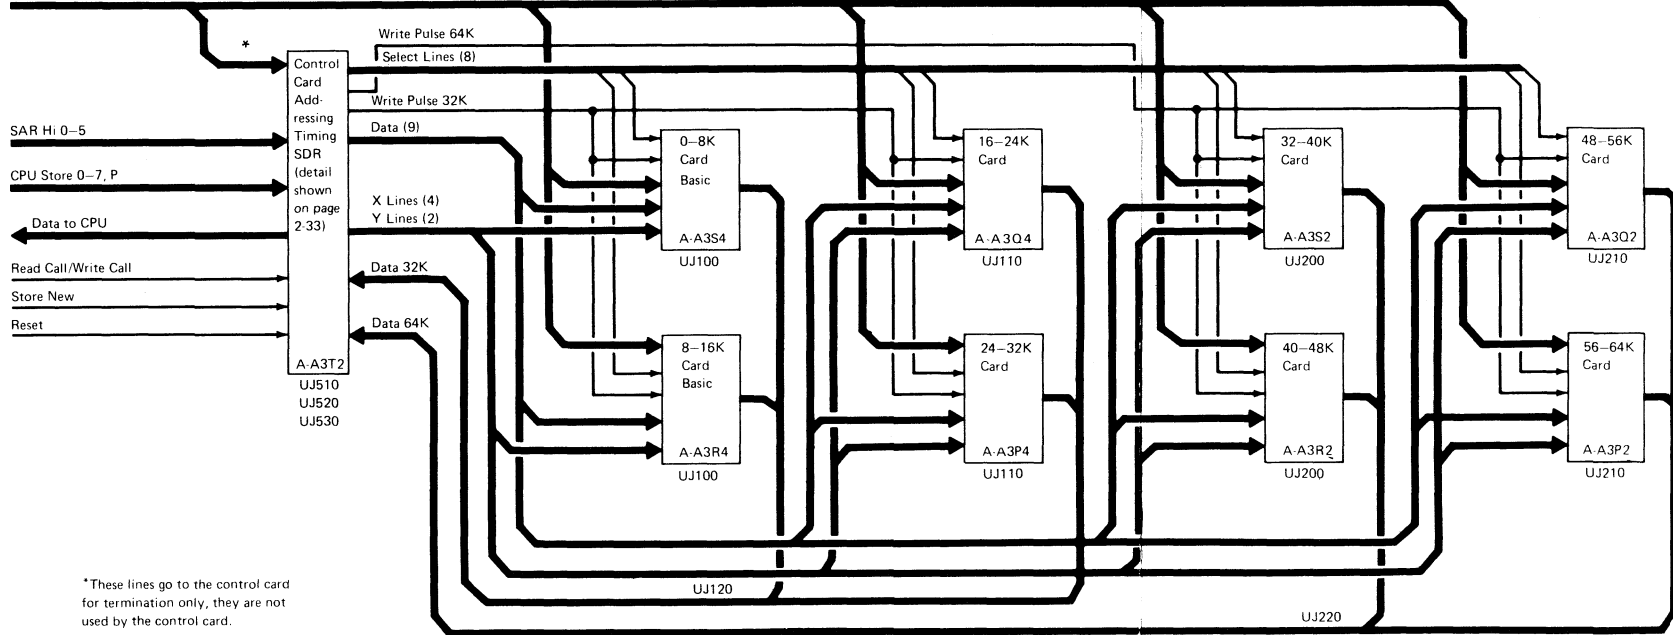 *
Write Pulse 64K
Select Lines (8)
Control
Card
Add-
ressing
Timing
SDR
(detail
shown
on page
2-33)
A-A3T2
UJ510
UJ520
UJ530
Write Pulse 32K
Data (9)
SAR Hi 0–5
CPU Store 0–7, P
Data to CPU
Read Call/Write Call
Store New
Reset
X Lines (4)
Y Lines (2)
Data 32K
Data 64K
0–8K
Card
Basic
A-A3S4
UJ100
16–24K
Card
A-A3Q4
UJ110
32–40K
Card
A-A3S2
UJ200
48–56K
Card
A-A3Q2
UJ210
8–16K
Card
Basic
A-A3R4
UJ100
24–32K
Card
A-A3P4
UJ110
40–48K
Card
A-A3R2
UJ200
56–64K
Card
A-A3P2
UJ210
UJ120
UJ220
*These lines go to the control card
for termination only, they are not
used by the control card.